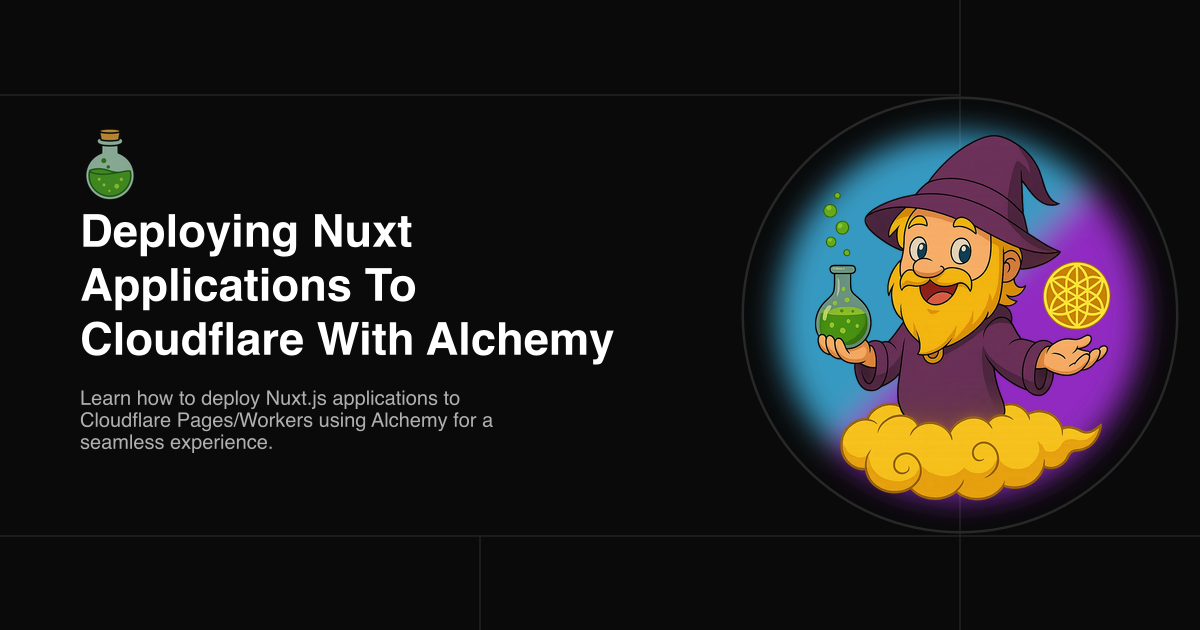 Deploying Nuxt
Applications To
Cloudflare With Alchemy
Learn how to deploy Nuxt.js applications to
Cloudflare Pages/Workers using Alchemy for a
seamless experience.